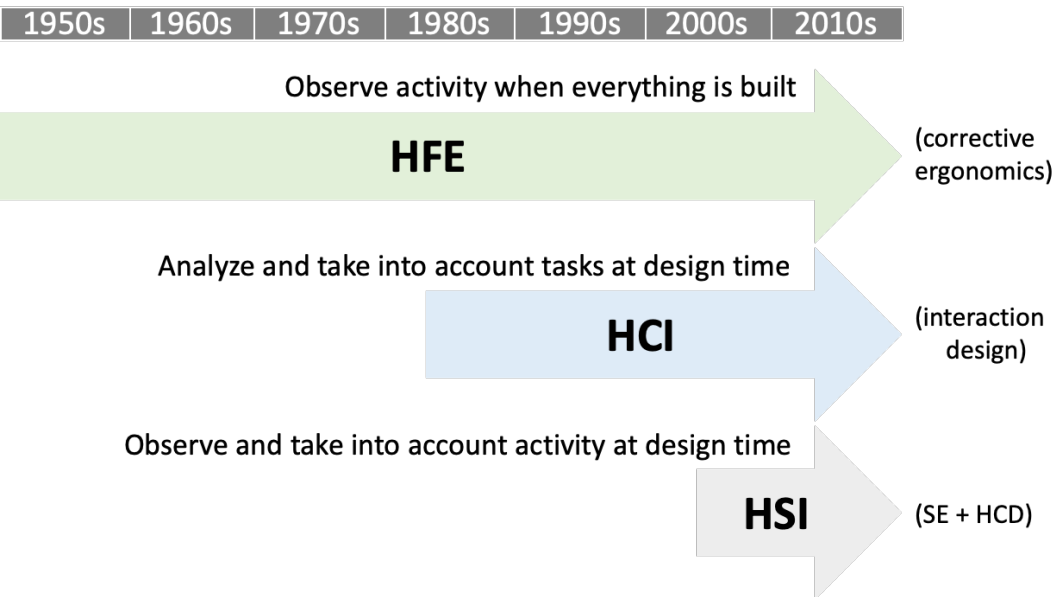 1950s 1960s 1970s 1980s 1990s 2000s 2010s
Observe activity when everything is built
HFE
(corrective
ergonomics)
Analyze and take into account tasks at design time
HCI
(interaction
design)
Observe and take into account activity at design time
HSI
(SE + HCD)